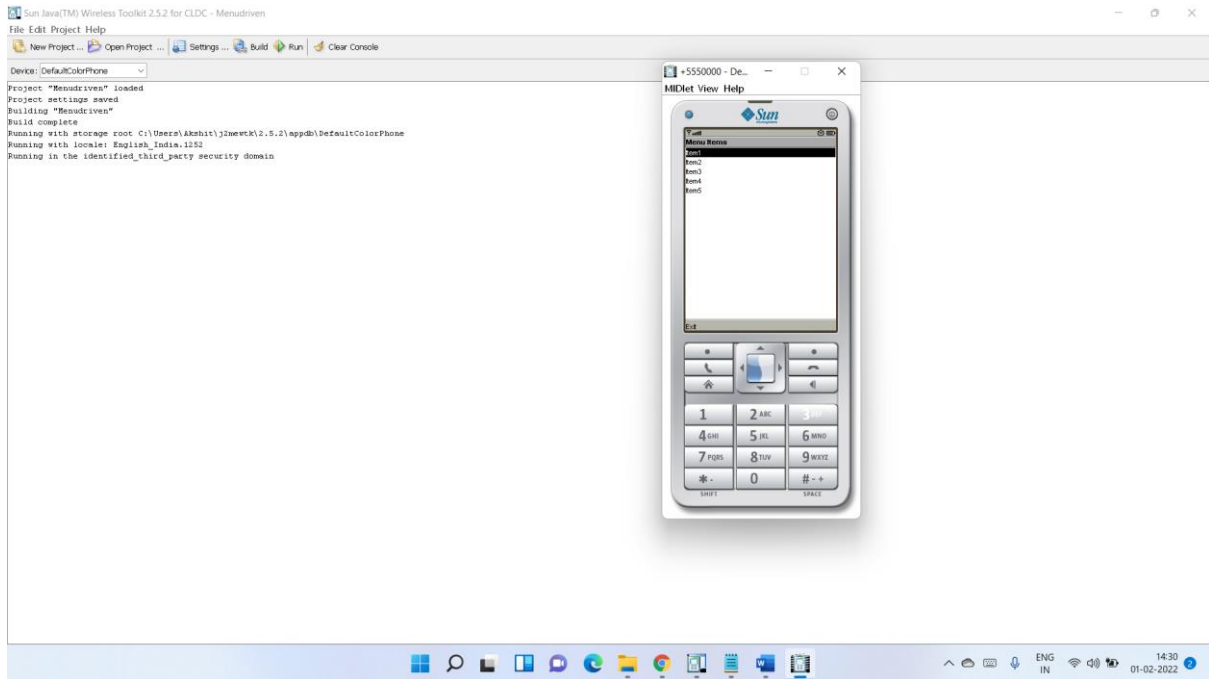 Sun Java(TM) Wireless Toolkit 2.5.2 for CLDC - Menudriven
File Edit Project Help
New Project ... Open Project ... Settings ... Build Run Clear Console
Device: DefaultColorPhone
Project "Menudriven" loaded
Project settings saved
Building "Menudriven"
Build complete
Running with storage root C:\Users\Akshit\j2mewtk\2.5.2\appdb\DefaultColorPhone
Running with locale: English_India.1252
Running in the identified_third_party security domain
+5550000 - De...
MIDlet View Help
Sun
Menu Items
Item1
Item2
Item3
Item4
Item5
Exit
1 2 ABC 3
4 GHI 5 JKL 6 MNO
7 PQRS 8 TUV 9 WXYZ
* . 0 # - +
SHIFT SPACE
ENG
IN
14:30
01-02-2022
2